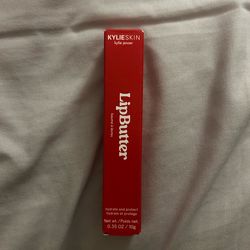 KYLIESKIN
kylie jenner
LipButter
hydrate and protect
hydrate et protège
Net wt. / Poids net.
0.35 OZ / 10g